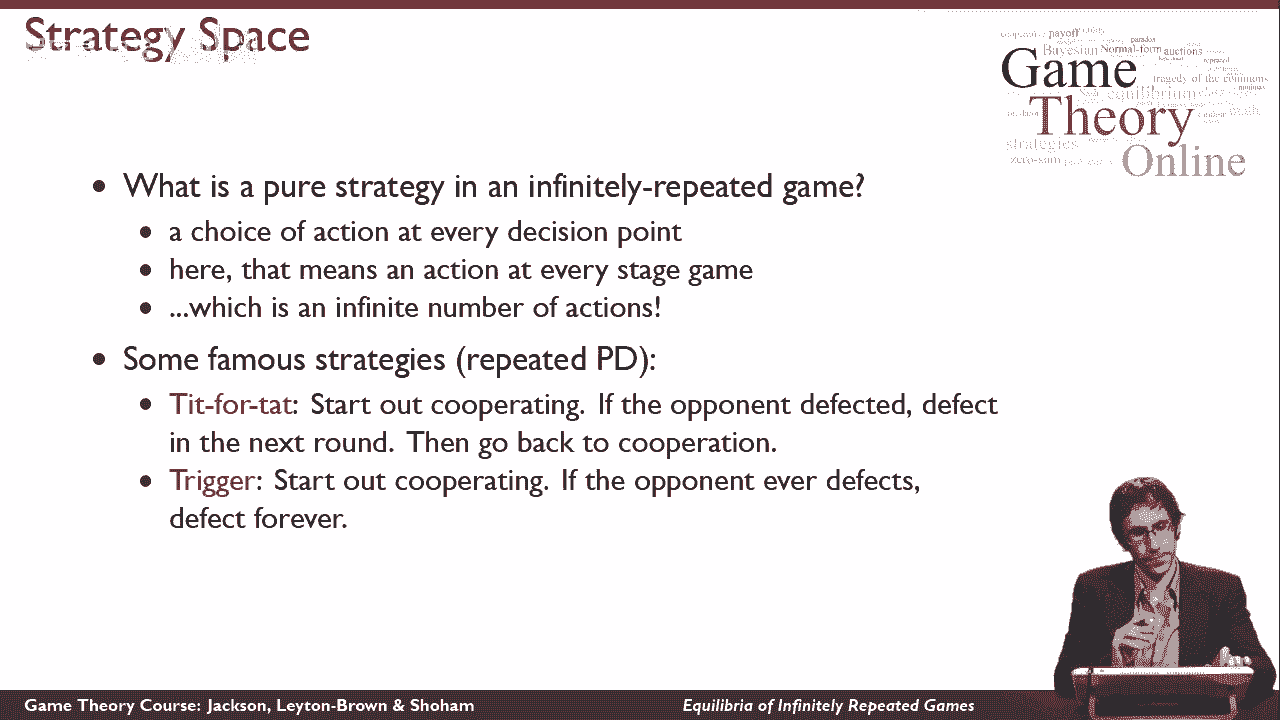 Strategy Space
payoff
Bayesian Normal-form auctions
Game
tragedy of the commons
equilibrium
Theory
strategies
zero-sum
Online
• What is a pure strategy in an infinitely-repeated game?
• a choice of action at every decision point
• here, that means an action at every stage game
• ...which is an infinite number of actions!
• Some famous strategies (repeated PD):
• Tit-for-tat: Start out cooperating. If the opponent defected, defect
in the next round. Then go back to cooperation.
• Trigger: Start out cooperating. If the opponent ever defects,
defect forever.
Game Theory Course: Jackson, Leyton-Brown & Shoham
Equilibria of Infinitely Repeated Games